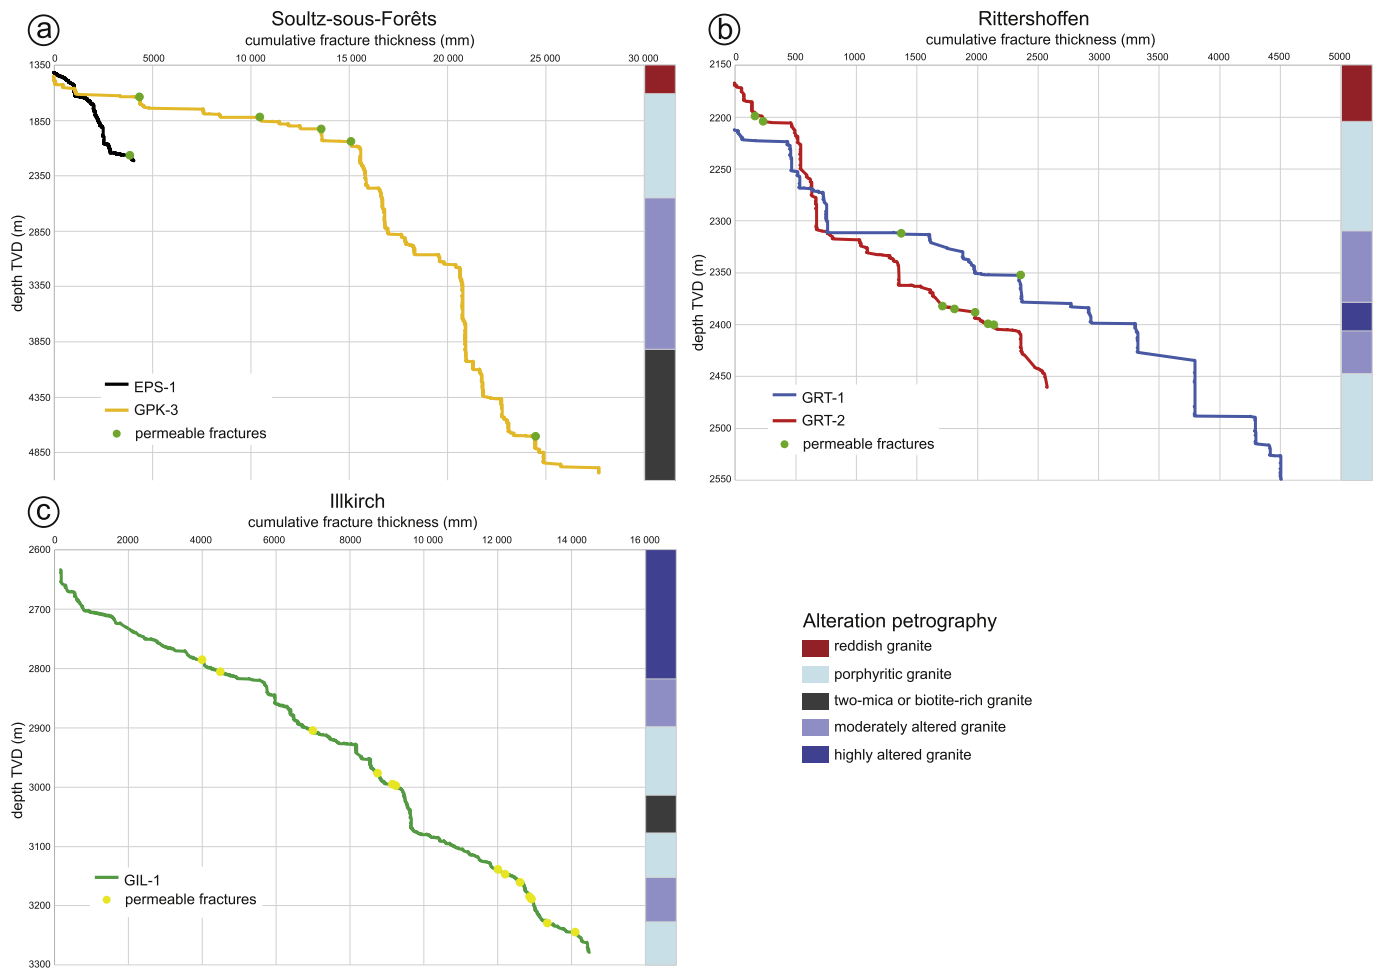 a
Soultz-sous-Forêts
cumulative fracture thickness (mm)
0 5000 10 000 15 000 20 000 25 000 30 000
1350
1850
2350
2850
3350
3850
4350
4850
depth TVD (m)
EPS-1
GPK-3
permeable fractures
b
Rittershoffen
cumulative fracture thickness (mm)
0 500 1000 1500 2000 2500 3000 3500 4000 4500 5000
2150
2200
2250
2300
2350
2400
2450
2500
2550
depth TVD (m)
GRT-1
GRT-2
permeable fractures
c
Illkirch
cumulative fracture thickness (mm)
0 2000 4000 6000 8000 10 000 12 000 14 000 16 000
2600
2700
2800
2900
3000
3100
3200
3300
depth TVD (m)
GIL-1
permeable fractures
Alteration petrography
reddish granite
porphyritic granite
two-mica or biotite-rich granite
moderately altered granite
highly altered granite